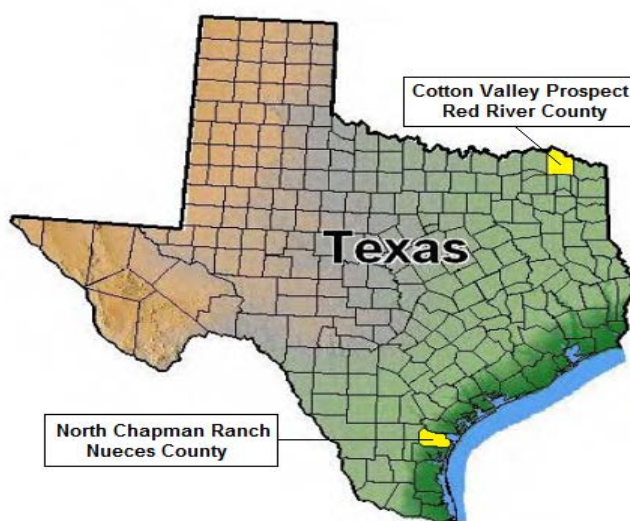 Cotton Valley Prospect
Red River County
Texas
North Chapman Ranch
Nueces County